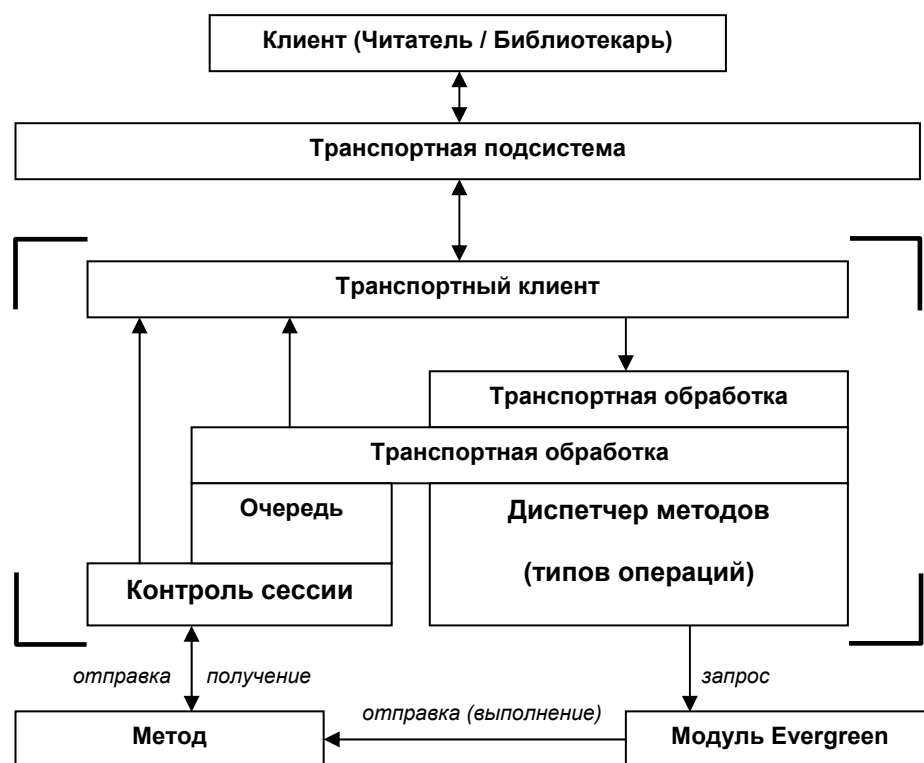 Клиент (Читатель / Библиотекарь)
Транспортная подсистема
Транспортный клиент
Транспортная обработка
Транспортная обработка
Очередь
Диспетчер методов
(типов операций)
Контроль сессии
отправка
получение
запрос
отправка (выполнение)
Метод
Модуль Evergreen